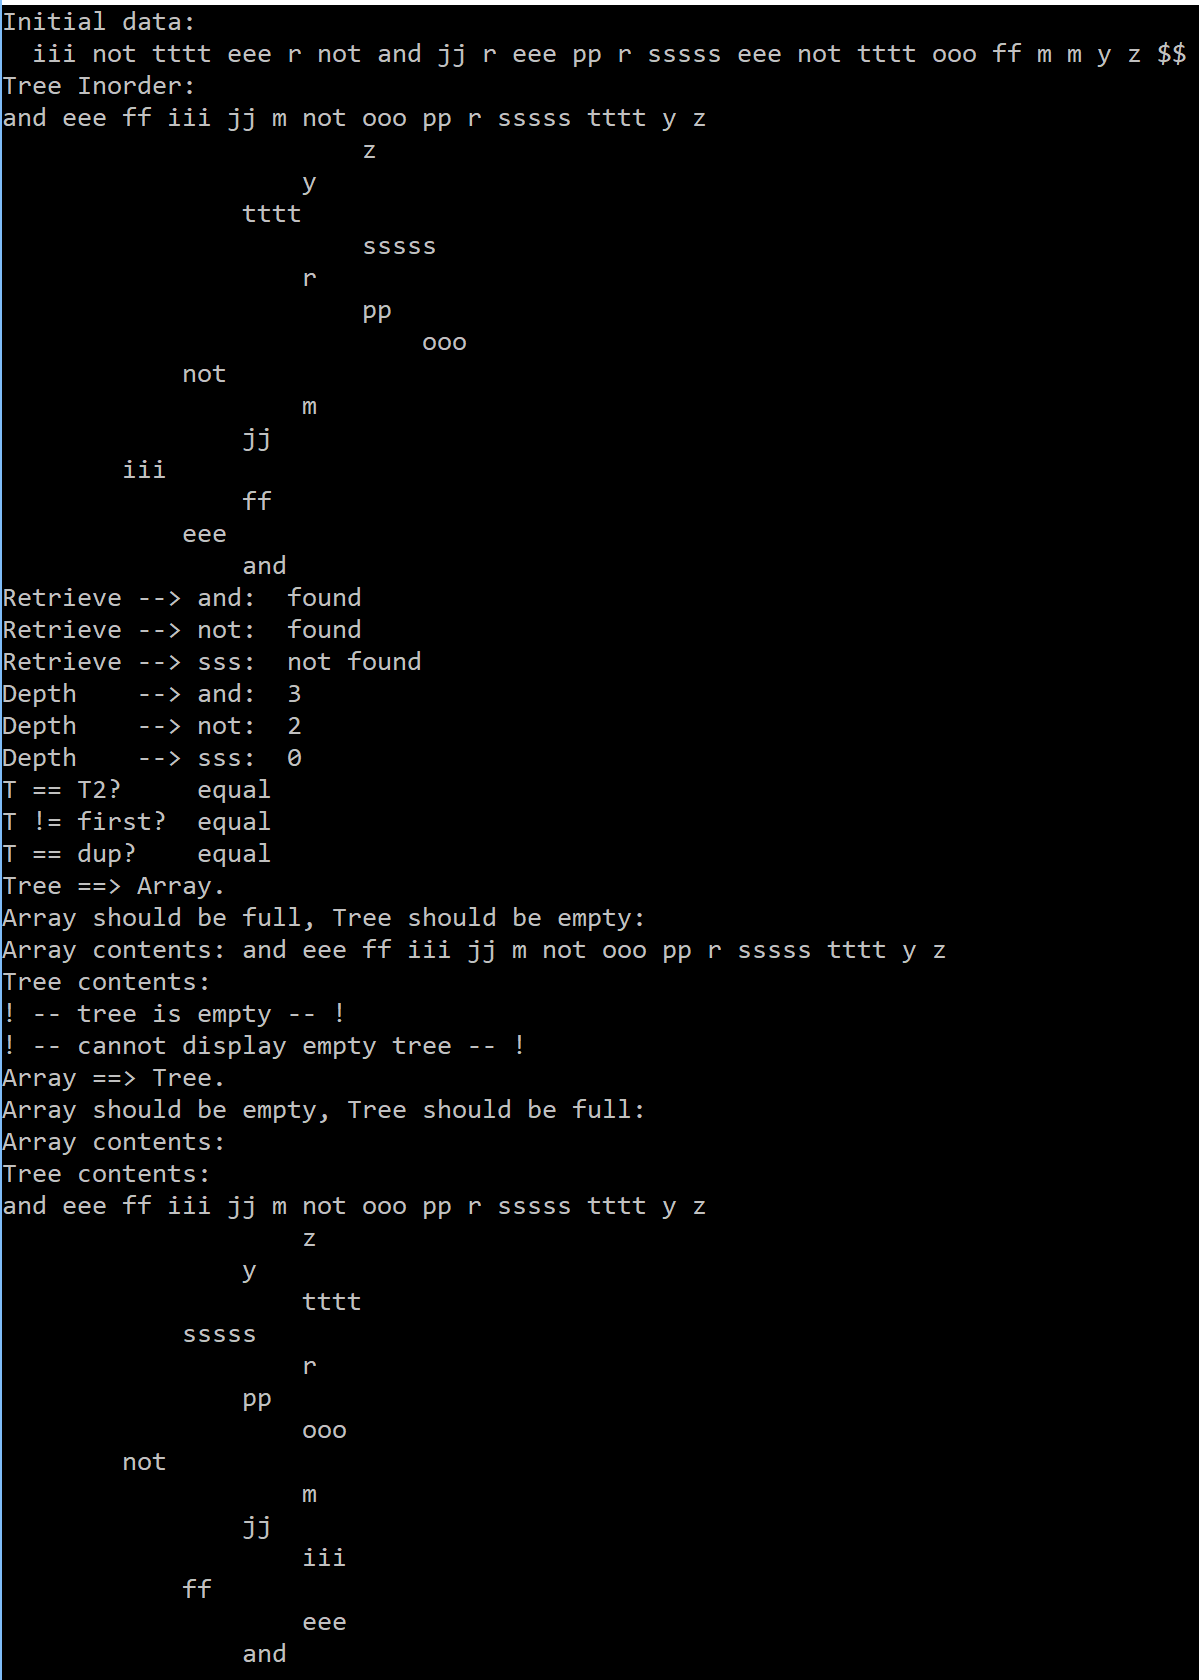 Initial data:
  iii not tttt eee r not and jj r eee pp r sssss eee not tttt ooo ff m m y z $$
Tree Inorder:
and eee ff iii jj m not ooo pp r sssss tttt y z
                        z
                    y
                tttt
                        sssss
                    r
                        pp
                            ooo
            not
                    m
                jj
        iii
                ff
            eee
                and
Retrieve --> and:  found
Retrieve --> not:  found
Retrieve --> sss:  not found
Depth    --> and:  3
Depth    --> not:  2
Depth    --> sss:  0
T == T2?     equal
T != first?  equal
T == dup?    equal
Tree ==> Array.
Array should be full, Tree should be empty:
Array contents: and eee ff iii jj m not ooo pp r sssss tttt y z
Tree contents:
! -- tree is empty -- !
! -- cannot display empty tree -- !
Array ==> Tree.
Array should be empty, Tree should be full:
Array contents:
Tree contents:
and eee ff iii jj m not ooo pp r sssss tttt y z
                    z
                y
                    tttt
            sssss
                    r
                pp
                    ooo
        not
                    m
                jj
                    iii
            ff
                    eee
                and